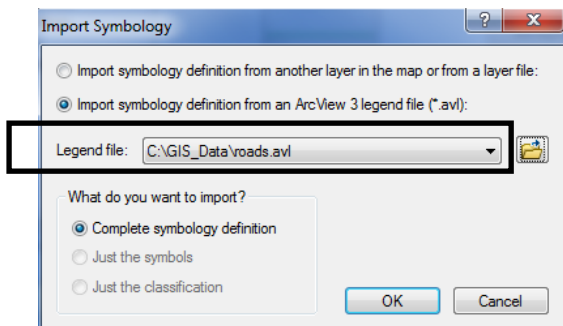 Import Symbology
? X
Import symbology definition from another layer in the map or from a layer file:
Import symbology definition from an ArcView 3 legend file (*.avl):
Legend file: C:\GIS_Data\roads.avl
What do you want to import?
Complete symbology definition
Just the symbols
Just the classification
OK Cancel